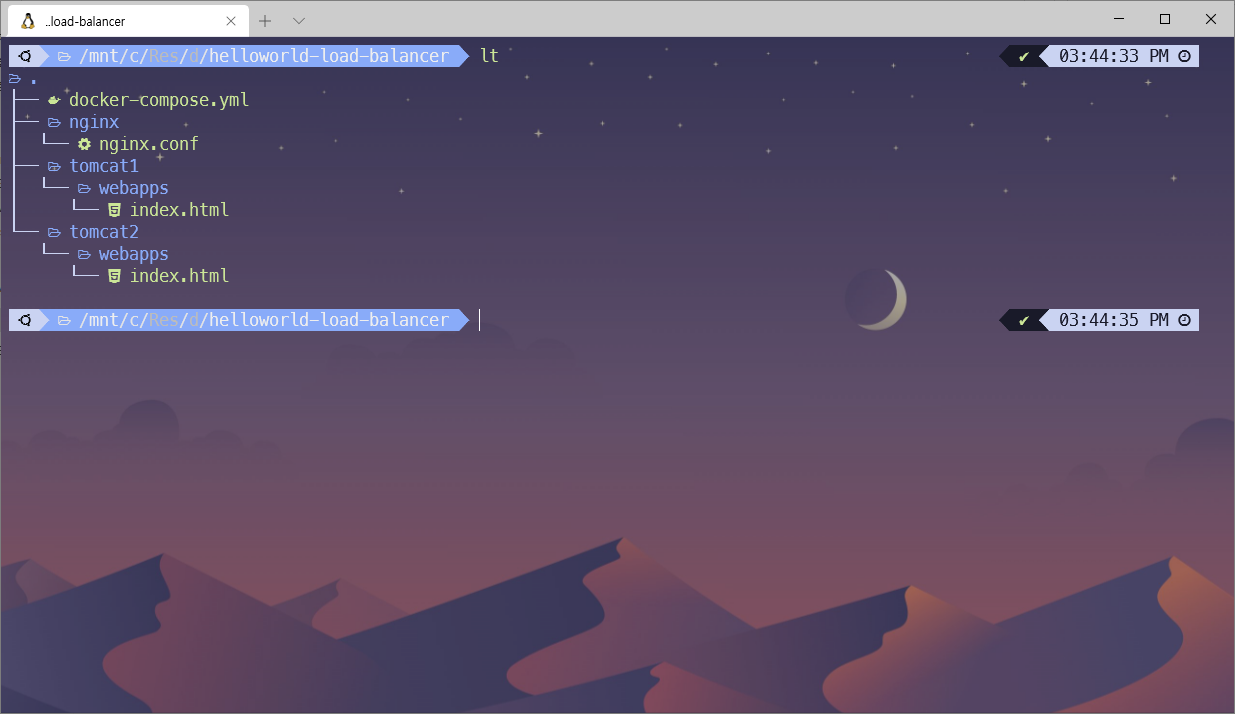 ..load-balancer
/mnt/c/Res/d/helloworld-load-balancer lt ✔ 03:44:33 PM
.
├── docker-compose.yml
├── nginx
│   └── nginx.conf
├── tomcat1
│   └── webapps
│       └── index.html
└── tomcat2
    └── webapps
        └── index.html
/mnt/c/Res/d/helloworld-load-balancer ✔ 03:44:35 PM